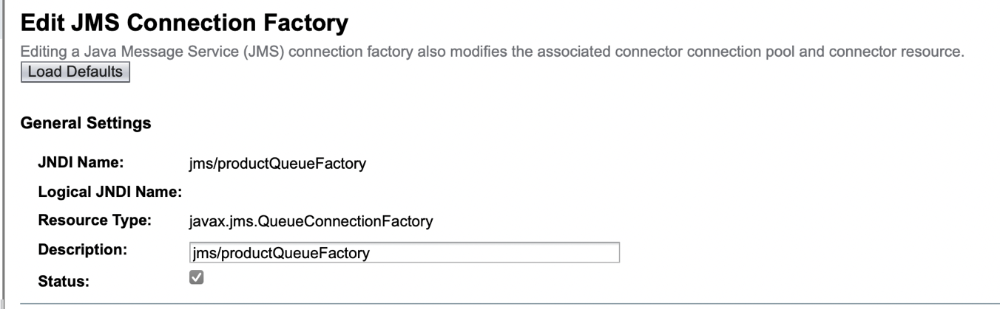 Edit JMS Connection Factory
Editing a Java Message Service (JMS) connection factory also modifies the associated connector connection pool and connector resource.
Load Defaults
General Settings
JNDI Name: jms/productQueueFactory
Logical JNDI Name:
Resource Type: javax.jms.QueueConnectionFactory
Description: jms/productQueueFactory
Status: